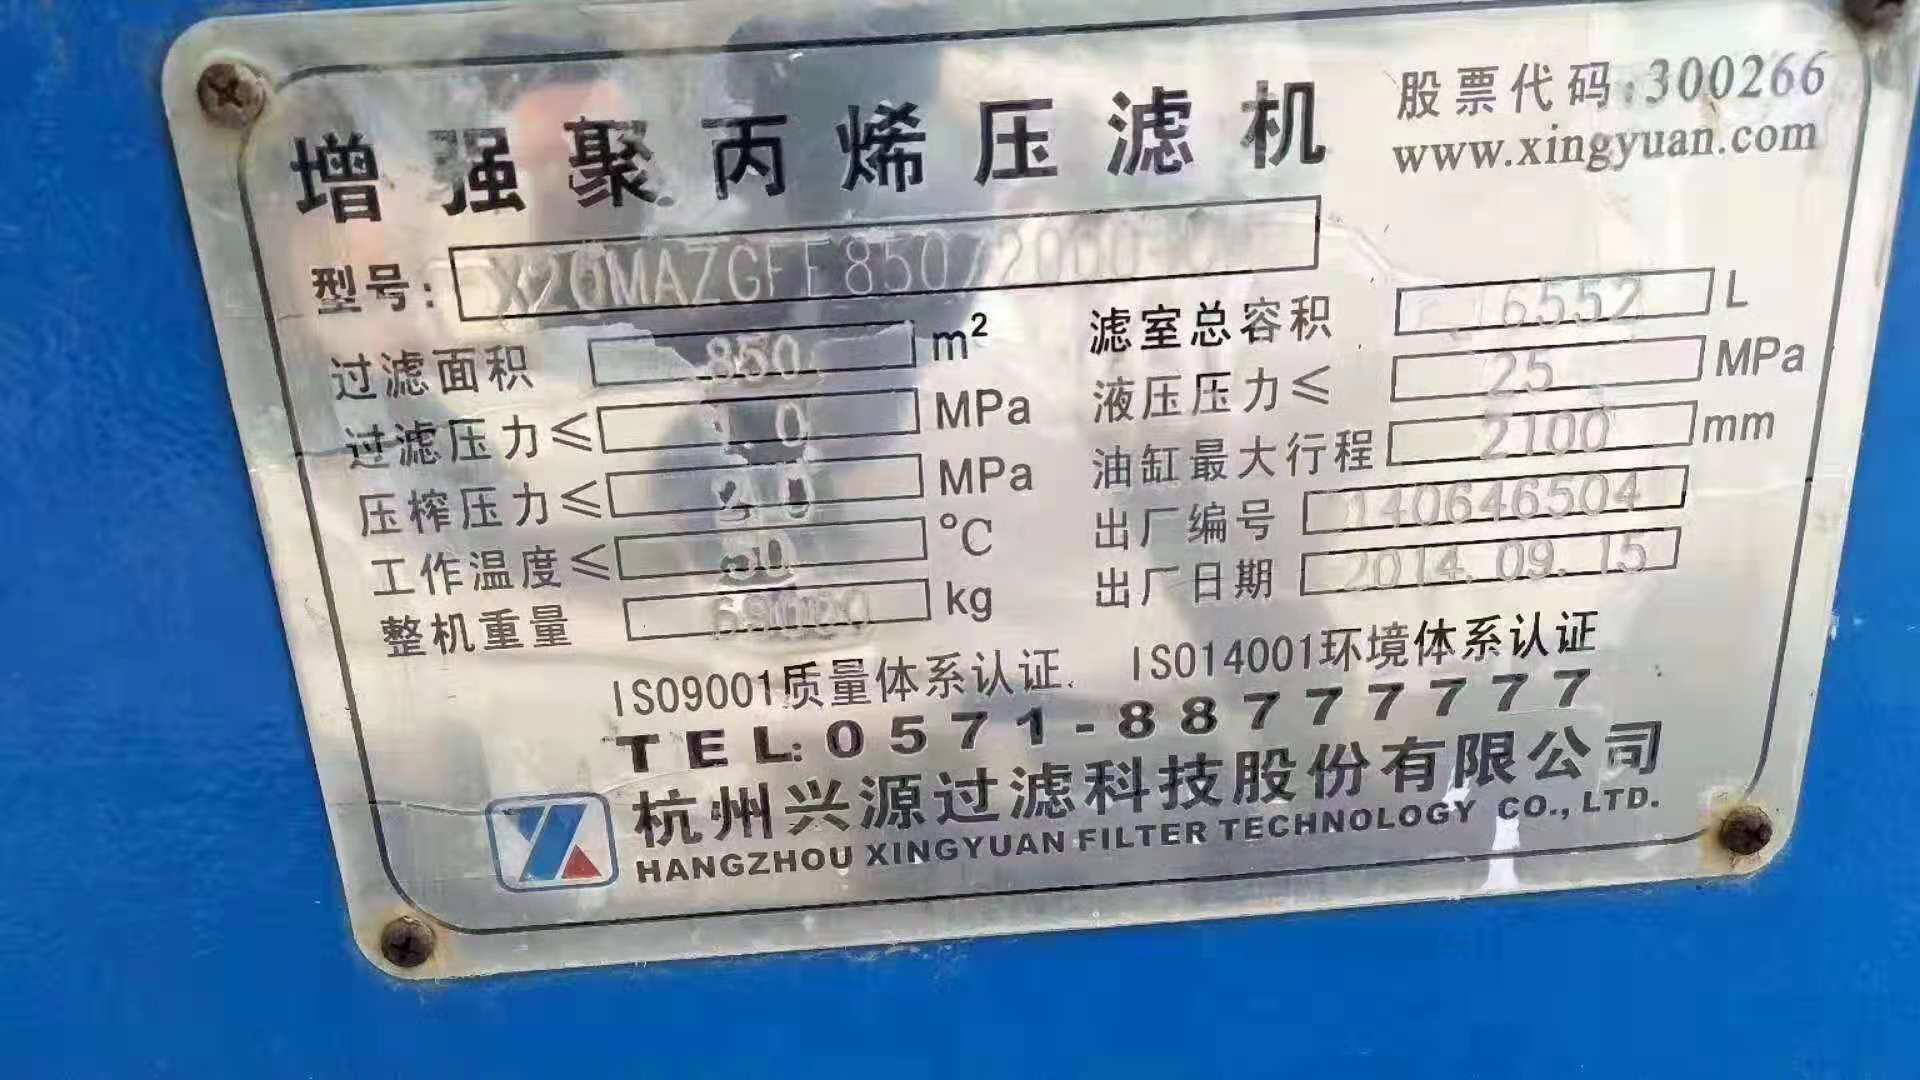 股票代码:300266
www.xingyuan.com
增强聚丙烯压滤机
型号: X20MAZGFF850/2000
过滤面积 850 m²
过滤压力≤ 1.0 MPa
压榨压力≤ MPa
工作温度≤ ℃
整机重量 kg
滤室总容积 16552 L
液压压力≤ 25 MPa
油缸最大行程 2100 mm
出厂编号 140646504
出厂日期 2014.09.15
ISO9001质量体系认证. ISO14001环境体系认证
TEL:0571-88777777
杭州兴源过滤科技股份有限公司
HANGZHOU XINGYUAN FILTER TECHNOLOGY CO., LTD.